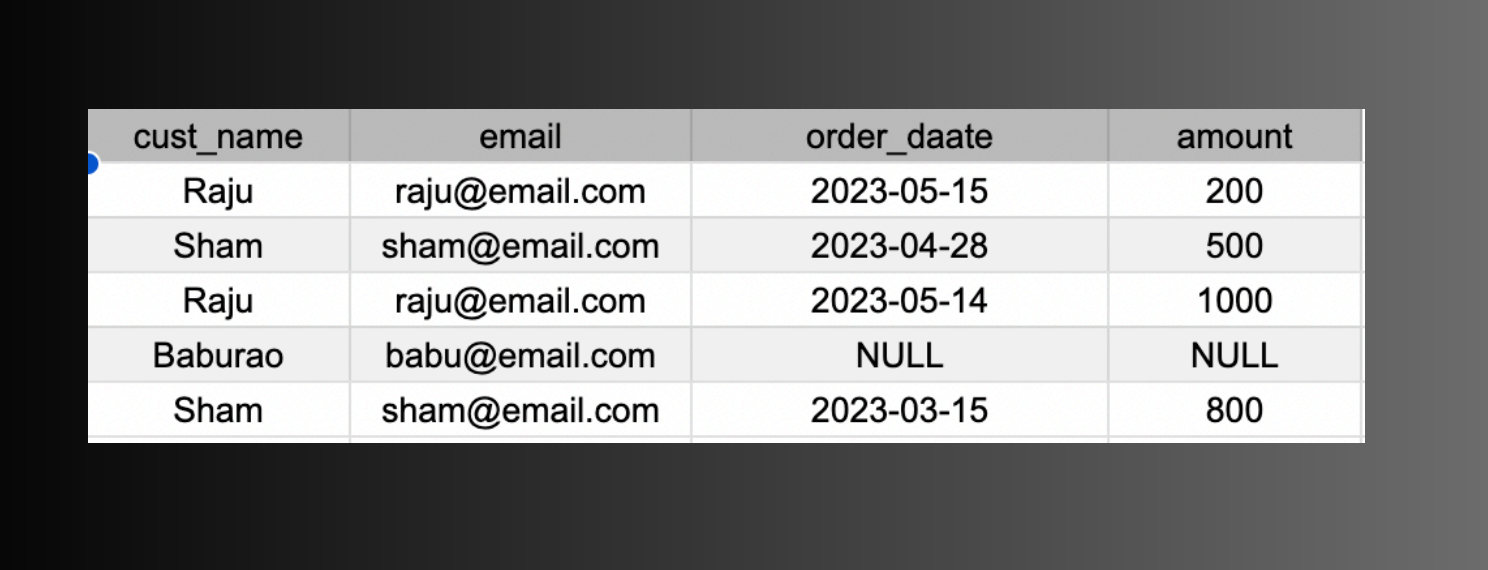 cust_name email order_daate amount
Raju raju@email.com 2023-05-15 200
Sham sham@email.com 2023-04-28 500
Raju raju@email.com 2023-05-14 1000
Baburao babu@email.com NULL NULL
Sham sham@email.com 2023-03-15 800